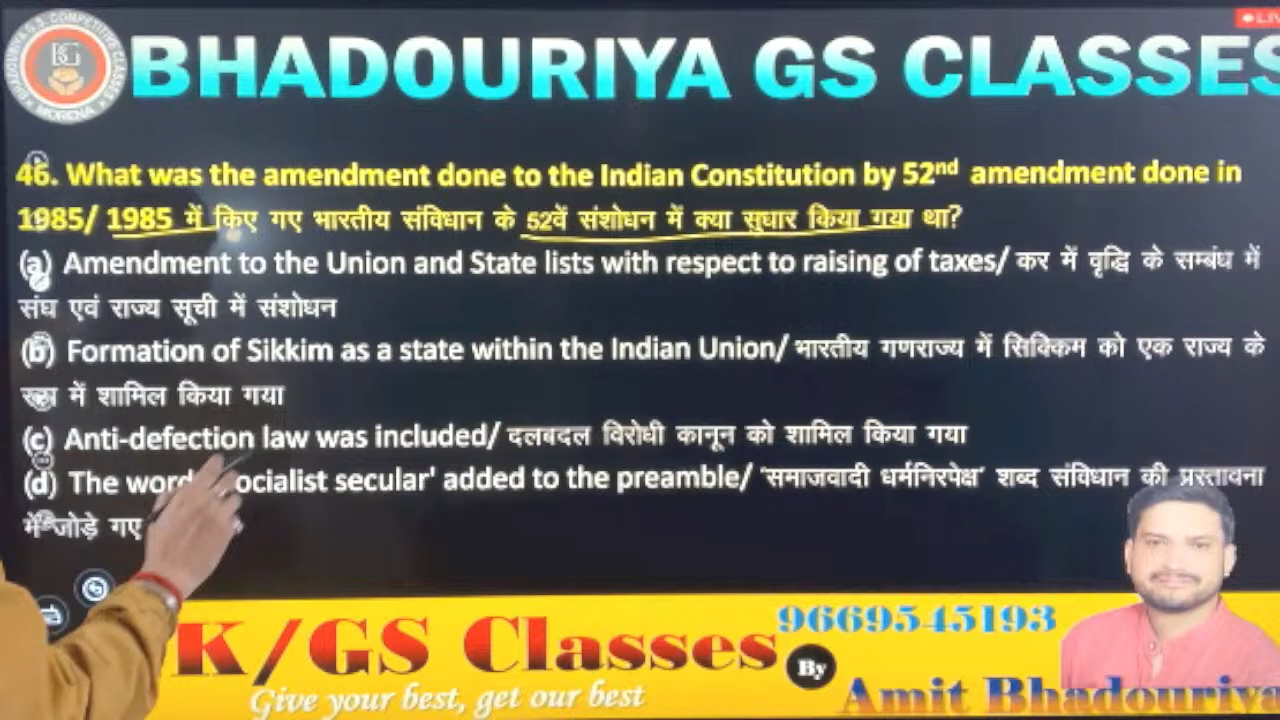 BHADOURIYA GS CLASSES
46. What was the amendment done to the Indian Constitution by 52nd amendment done in
1985/ 1985 में किए गए भारतीय संविधान के 52वें संशोधन में क्या सुधार किया गया था?
(a) Amendment to the Union and State lists with respect to raising of taxes/ कर में वृद्धि के सम्बंध में
संघ एवं राज्य सूची में संशोधन
(b) Formation of Sikkim as a state within the Indian Union/ भारतीय गणराज्य में सिक्किम को एक राज्य के
में शामिल किया गया
(c) Anti-defection law was included/ दलबदल विरोधी कानून को शामिल किया गया
(d) The word ocialist secular' added to the preamble/ 'समाजवादी धर्मनिरपेक्ष' शब्द संविधान की प्रस्तावना
में जोड़े गए
K/GS Classes
9669545193
Give your best, get our best
By
Amit Bhadouriya